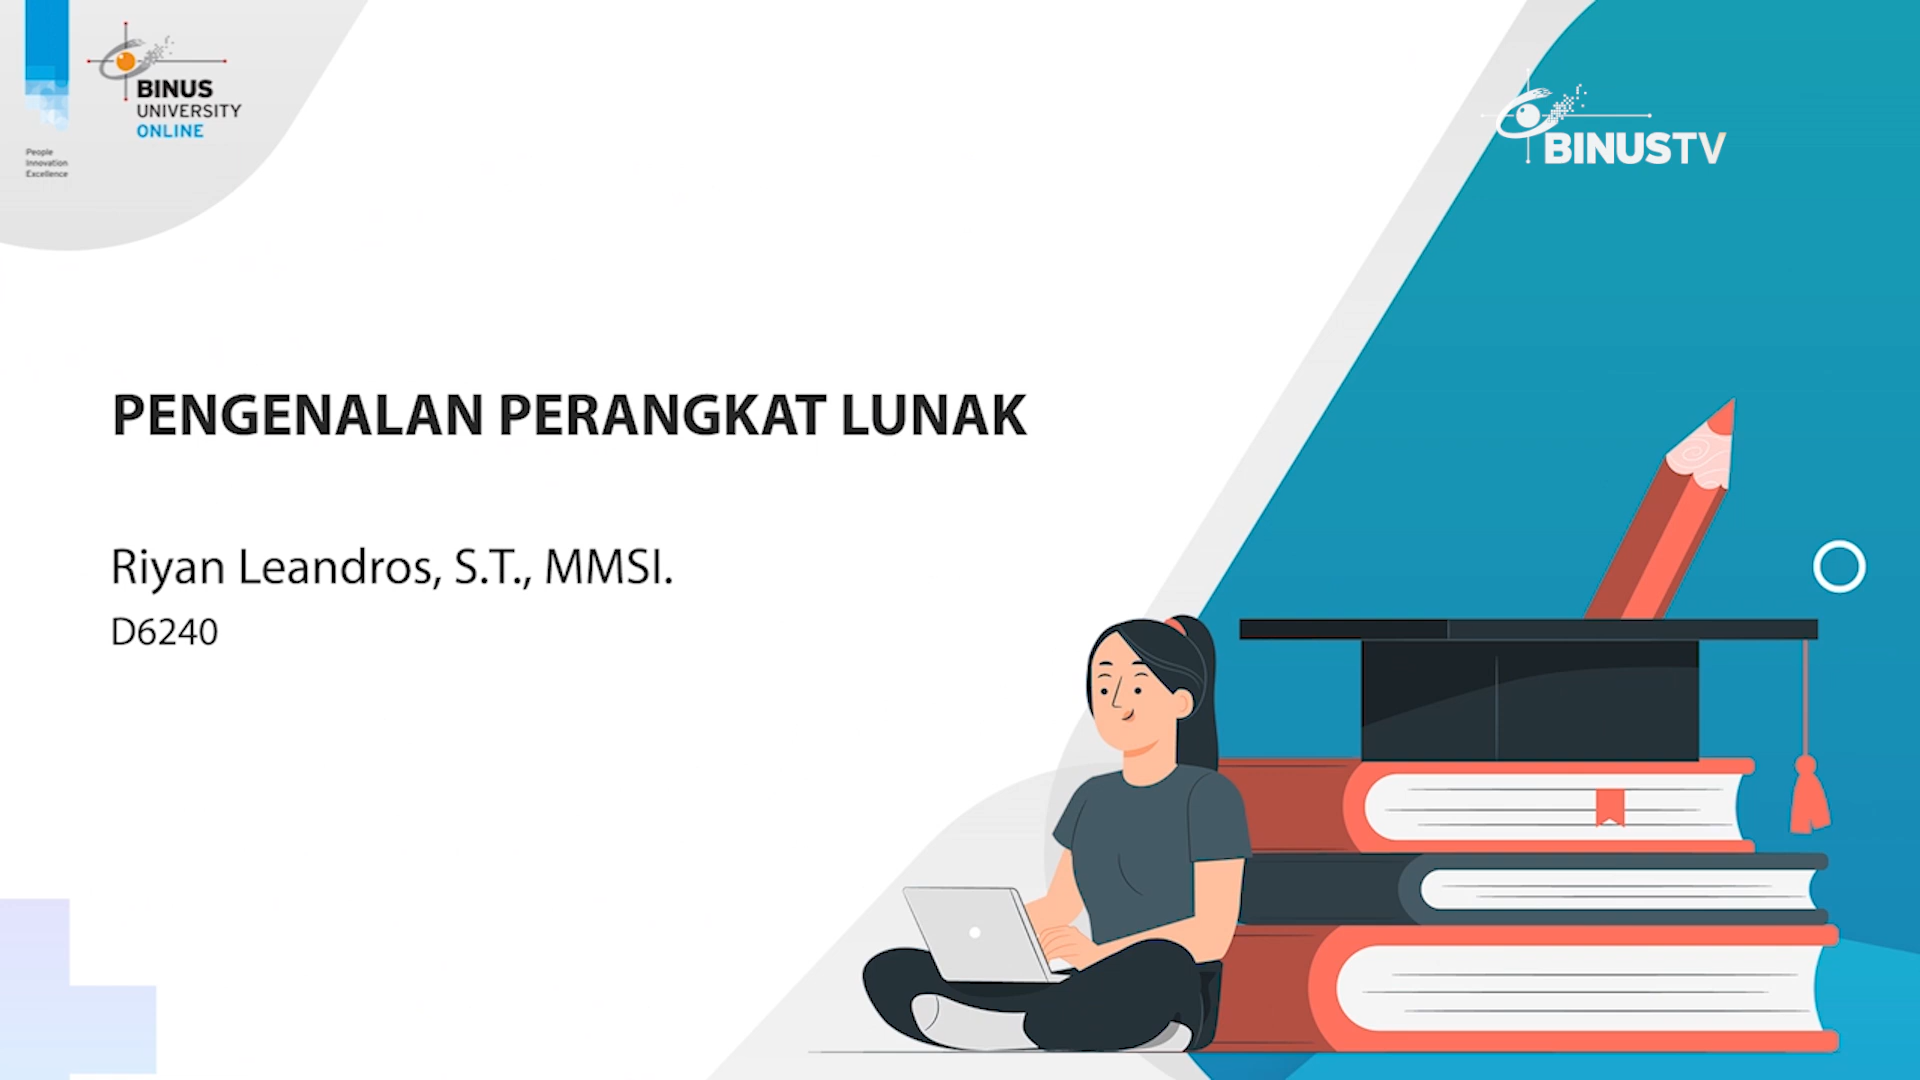 BINUS
UNIVERSITY
ONLINE
People
Innovation
Excellence
BINUSTV
PENGENALAN PERANGKAT LUNAK
Riyan Leandros, S.T., MMSI.
D6240